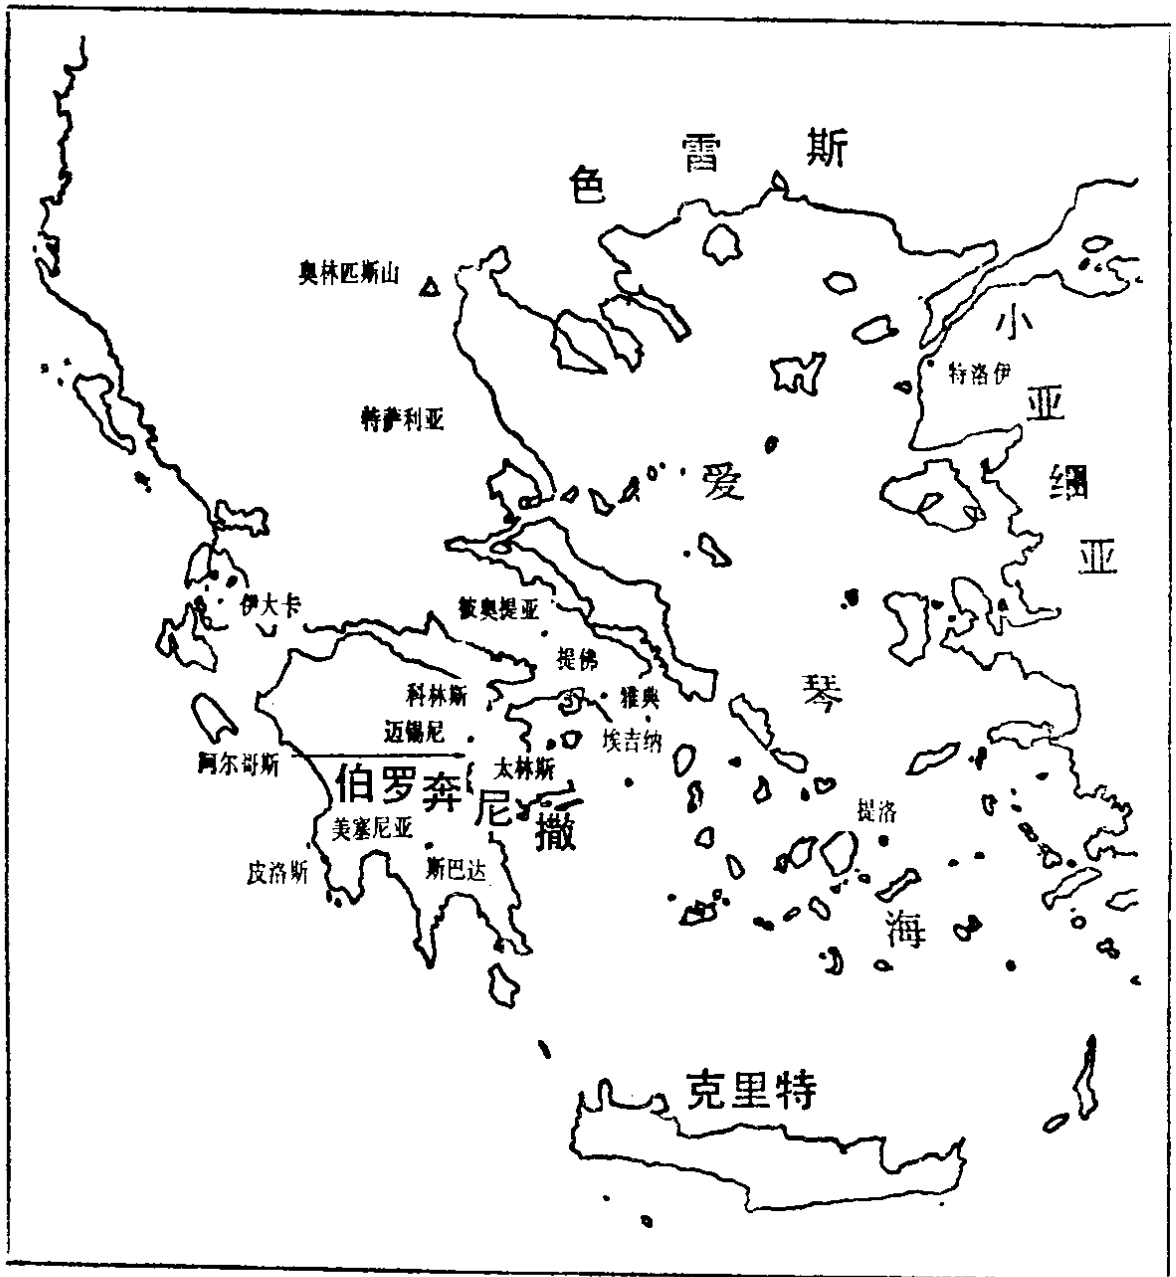 色雷斯
奥林匹斯山
小亚细亚
特洛伊
特萨利亚
爱琴海
伊大卡
彼奥提亚
提佛
科林斯
雅典
迈锡尼
埃吉纳
阿尔哥斯
太林斯
伯罗奔尼撒
美塞尼亚
提洛
皮洛斯
斯巴达
克里特